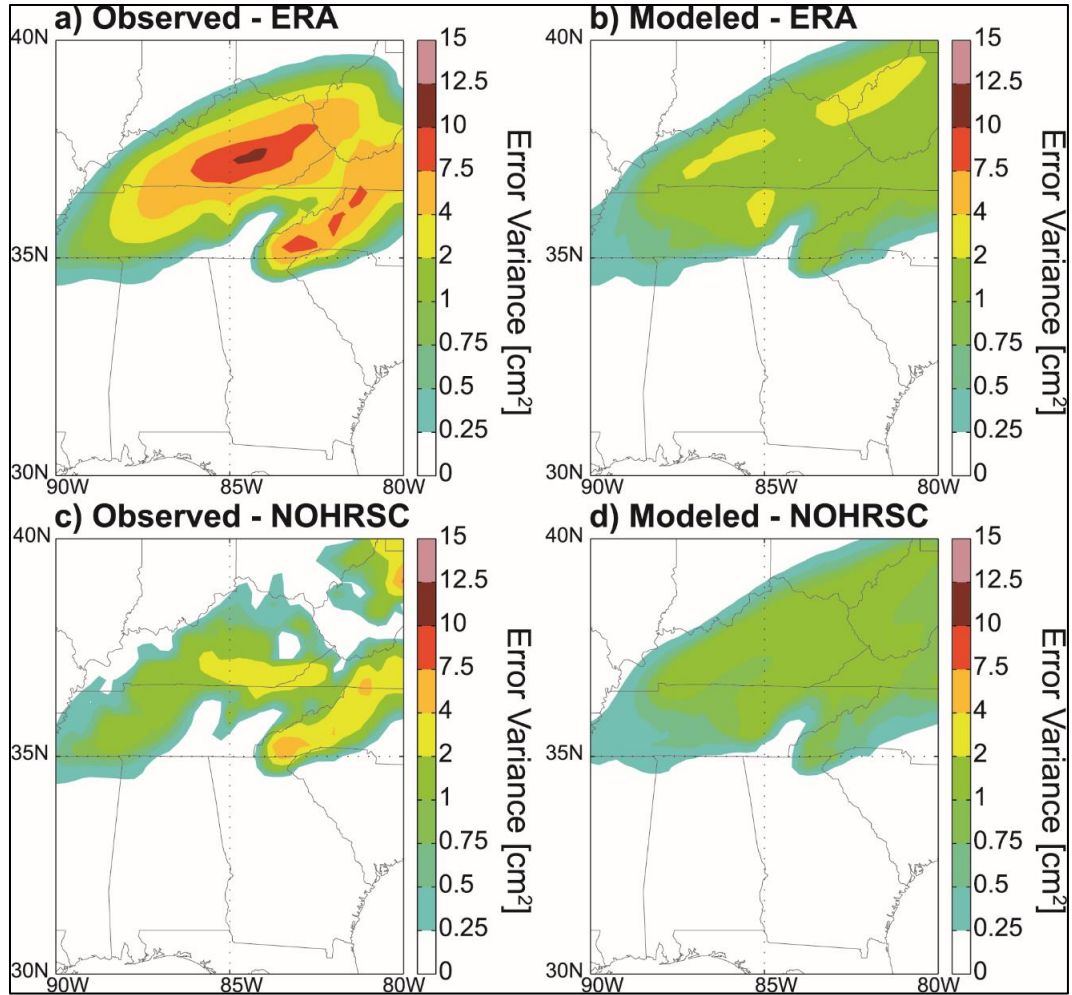 a) Observed - ERA
40N
35N
30N
90W 85W 80W
15
12.5
10
7.5
4
2
1
0.75
0.5
0.25
0
Error Variance [cm²]
b) Modeled - ERA
40N
35N
30N
90W 85W 80W
15
12.5
10
7.5
4
2
1
0.75
0.5
0.25
0
Error Variance [cm²]
c) Observed - NOHRSC
40N
35N
30N
90W 85W 80W
15
12.5
10
7.5
4
2
1
0.75
0.5
0.25
0
Error Variance [cm²]
d) Modeled - NOHRSC
40N
35N
30N
90W 85W 80W
15
12.5
10
7.5
4
2
1
0.75
0.5
0.25
0
Error Variance [cm²]